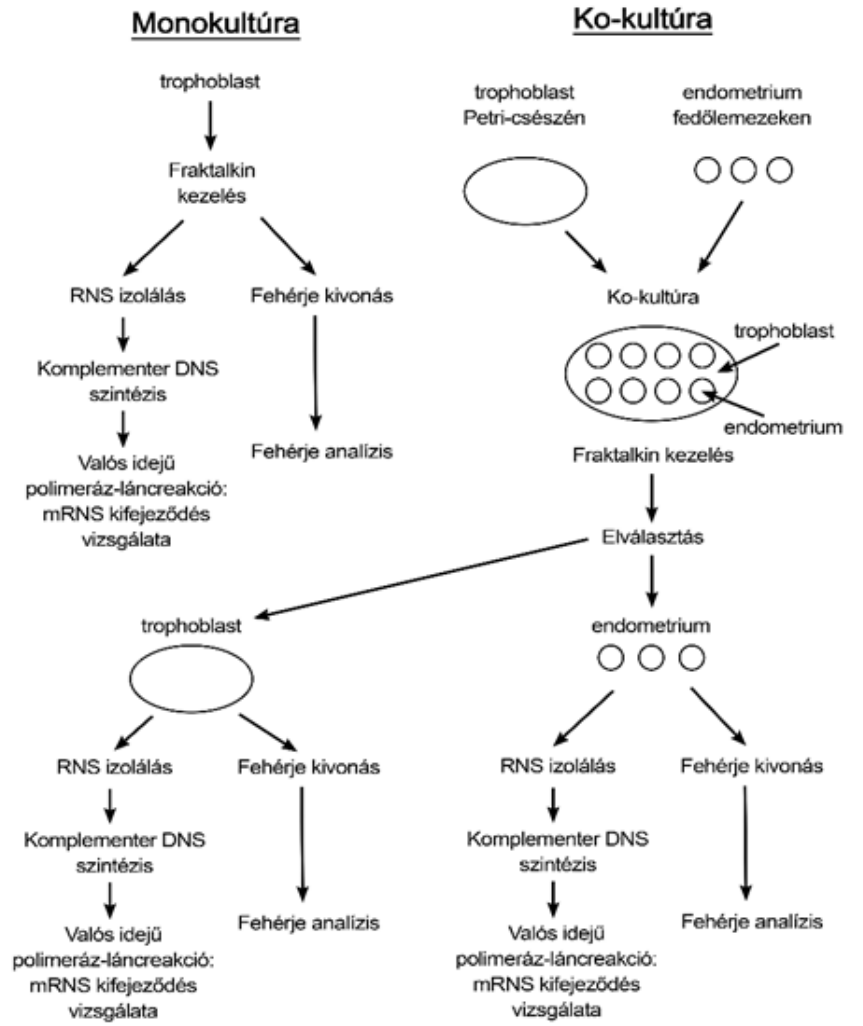 Monokultúra
trophoblast
Fraktalkin
kezelés
RNS izolálás
Fehérje kivonás
Komplementer DNS
szintézis
Valós idejű
polimeráz-láncreakció:
mRNS kifejeződés
vizsgálata
Fehérje analízis
Ko-kultúra
trophoblast
Petri-csészén
endometrium
fedőlemezeken
Ko-kultúra
trophoblast
endometrium
Fraktalkin kezelés
Elválasztás
trophoblast
RNS izolálás
Fehérje kivonás
Komplementer DNS
szintézis
Valós idejű
polimeráz-láncreakció:
mRNS kifejeződés
vizsgálata
Fehérje analízis
endometrium
RNS izolálás
Fehérje kivonás
Komplementer DNS
szintézis
Valós idejű
polimeráz-láncreakció:
mRNS kifejeződés
vizsgálata
Fehérje analízis